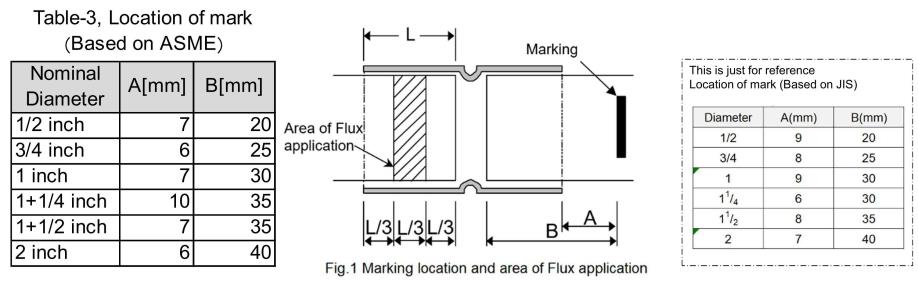 Table-3, Location of mark
(Based on ASME)
Nominal Diameter A[mm] B[mm]
1/2 inch 7 20
3/4 inch 6 25
1 inch 7 30
1+1/4 inch 10 35
1+1/2 inch 7 35
2 inch 6 40
L
Marking
Area of Flux
application
L/3 L/3 L/3
A
B
Fig.1 Marking location and area of Flux application
This is just for reference
Location of mark (Based on JIS)
Diameter A(mm) B(mm)
1/2 9 20
3/4 8 25
1 9 30
1 1/4 6 30
1 1/2 8 35
2 7 40